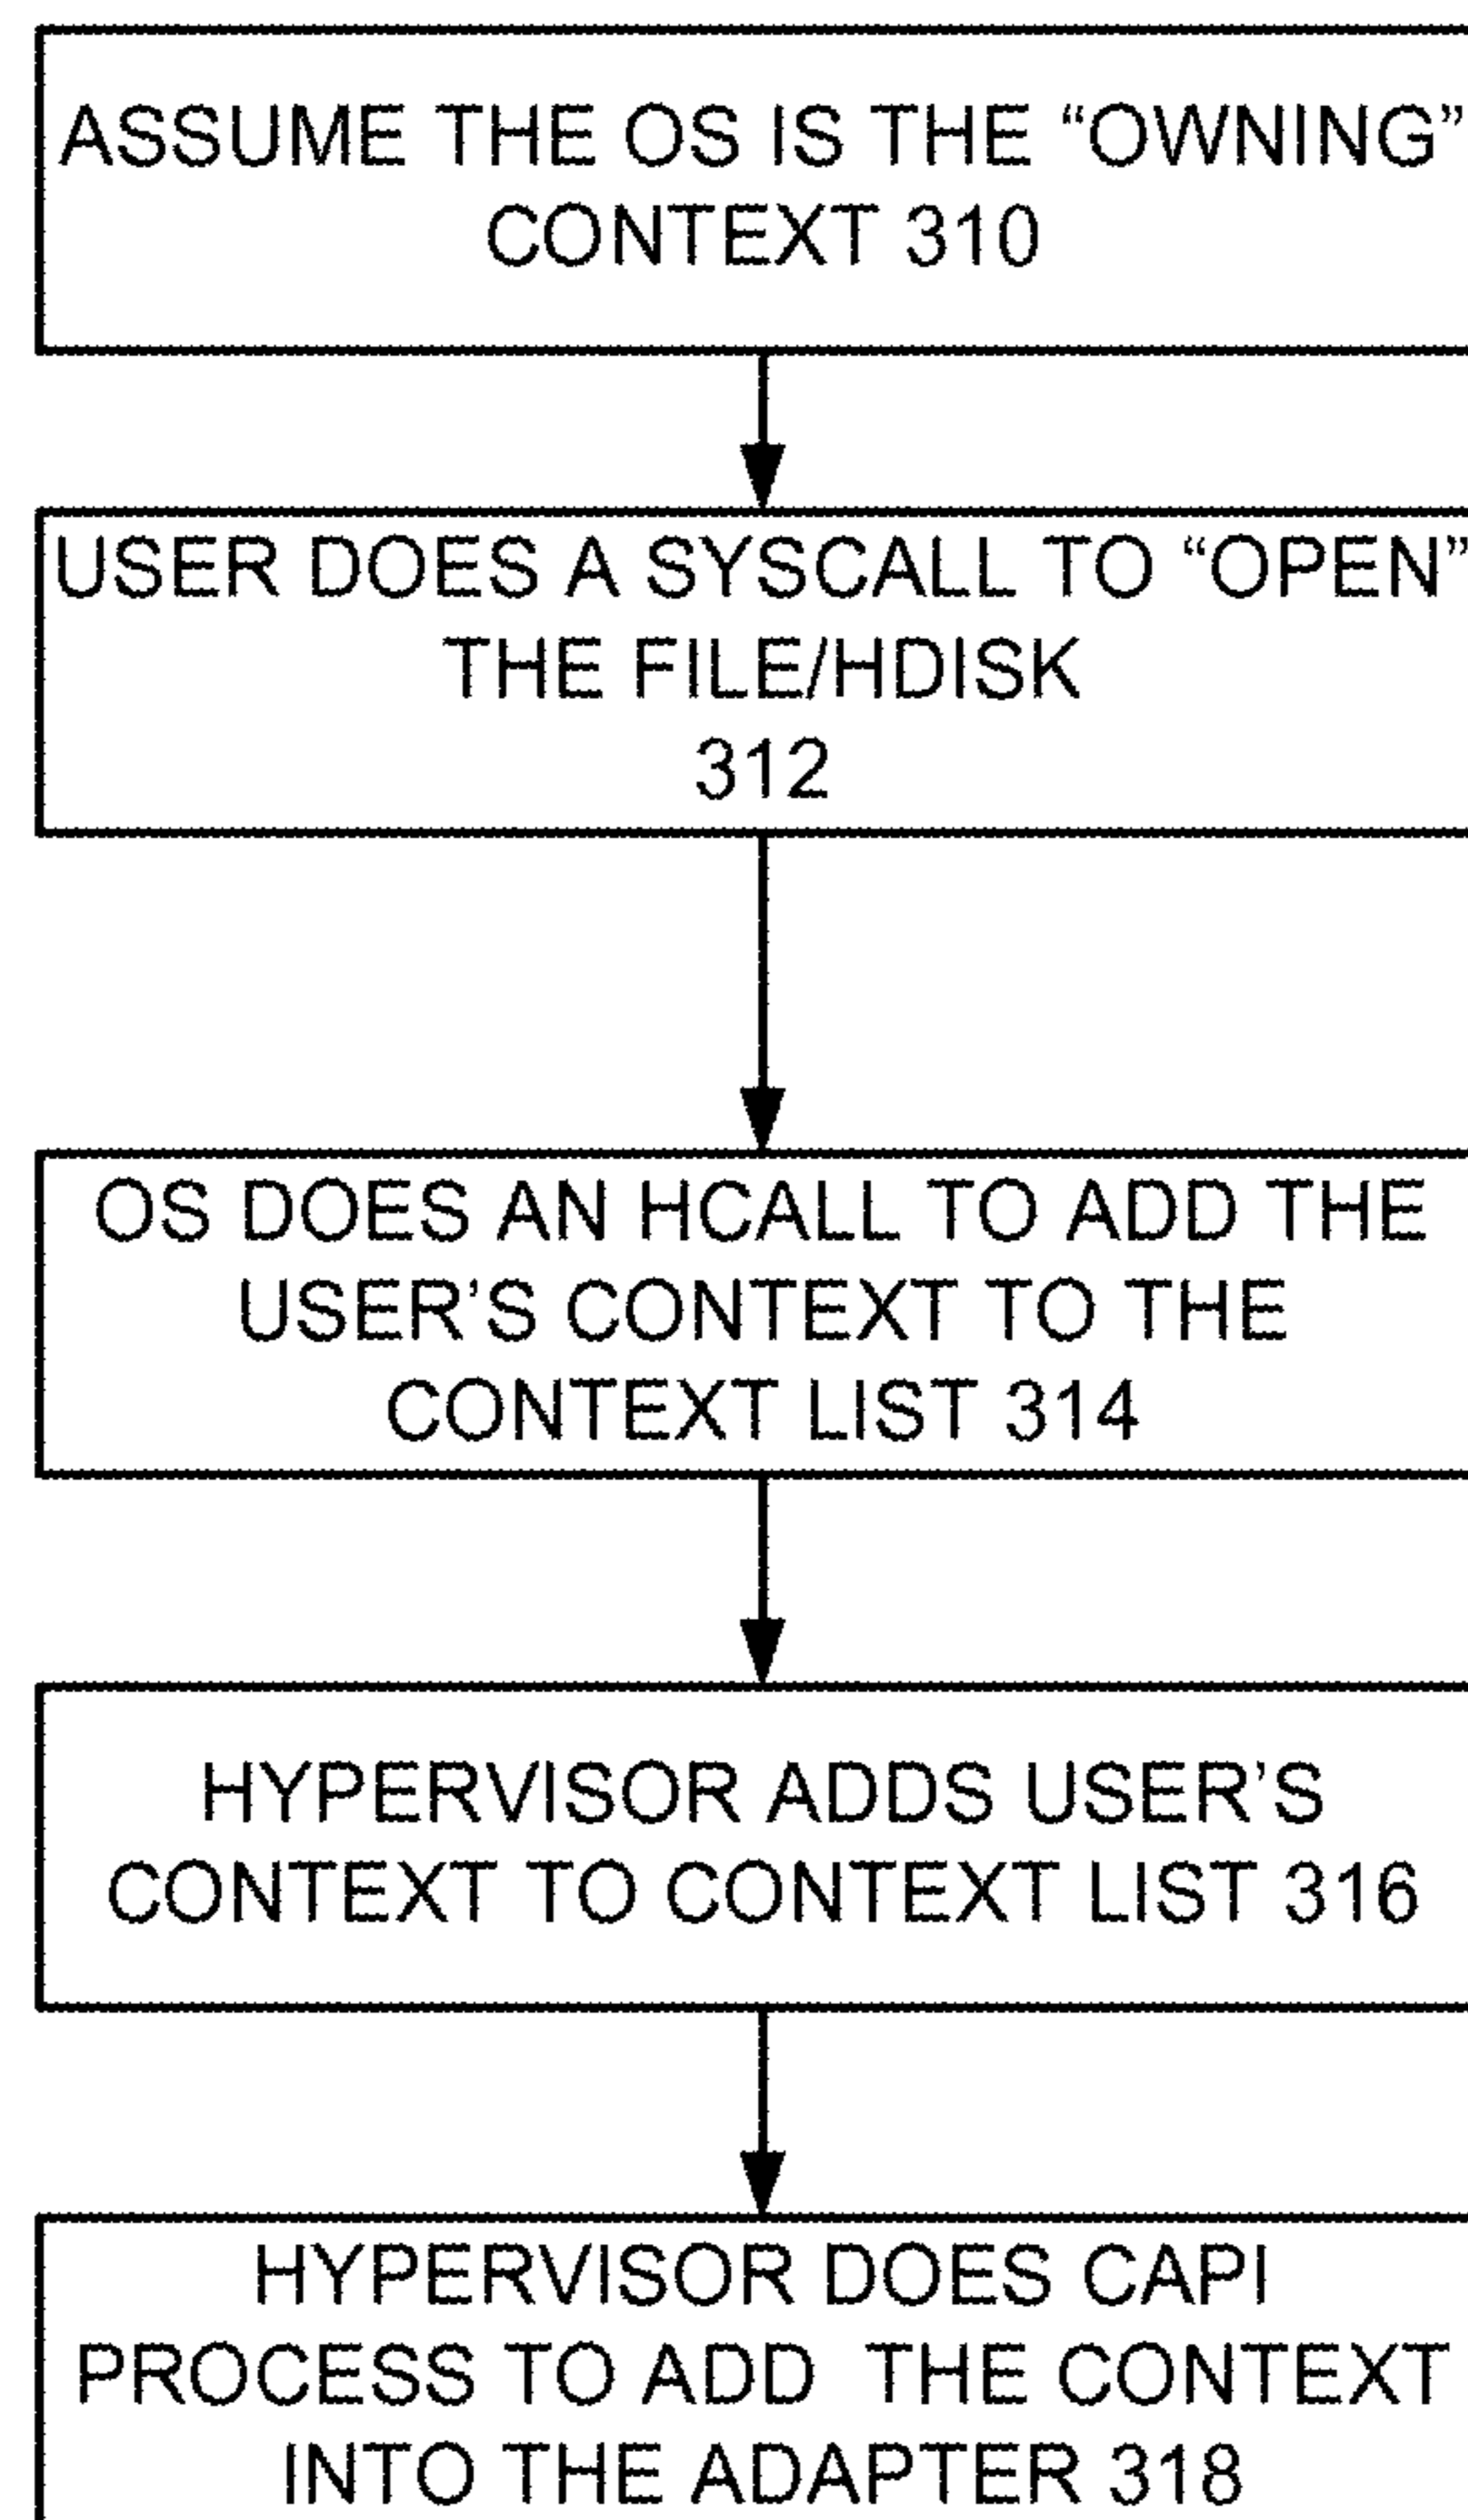 ASSUME THE OS IS THE “OWNING”
CONTEXT 310
USER DOES A SYSCALL TO “OPEN”
THE FILE/HDISK
312
OS DOES AN HCALL TO ADD THE
USER’S CONTEXT TO THE
CONTEXT LIST 314
HYPERVISOR ADDS USER’S
CONTEXT TO CONTEXT LIST 316
HYPERVISOR DOES CAPI
PROCESS TO ADD THE CONTEXT
INTO THE ADAPTER 318